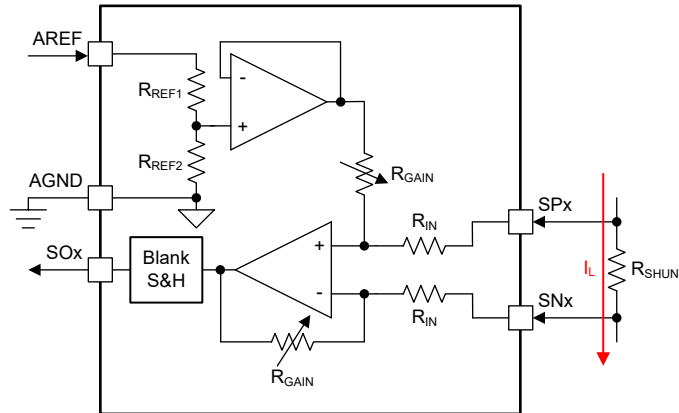 AREF
RREF1
-
+
RREF2
AGND
RGAIN
SPx
RIN
+
SOx
Blank
S&H
-
IL
RSHUN
SNx
RIN
RGAIN